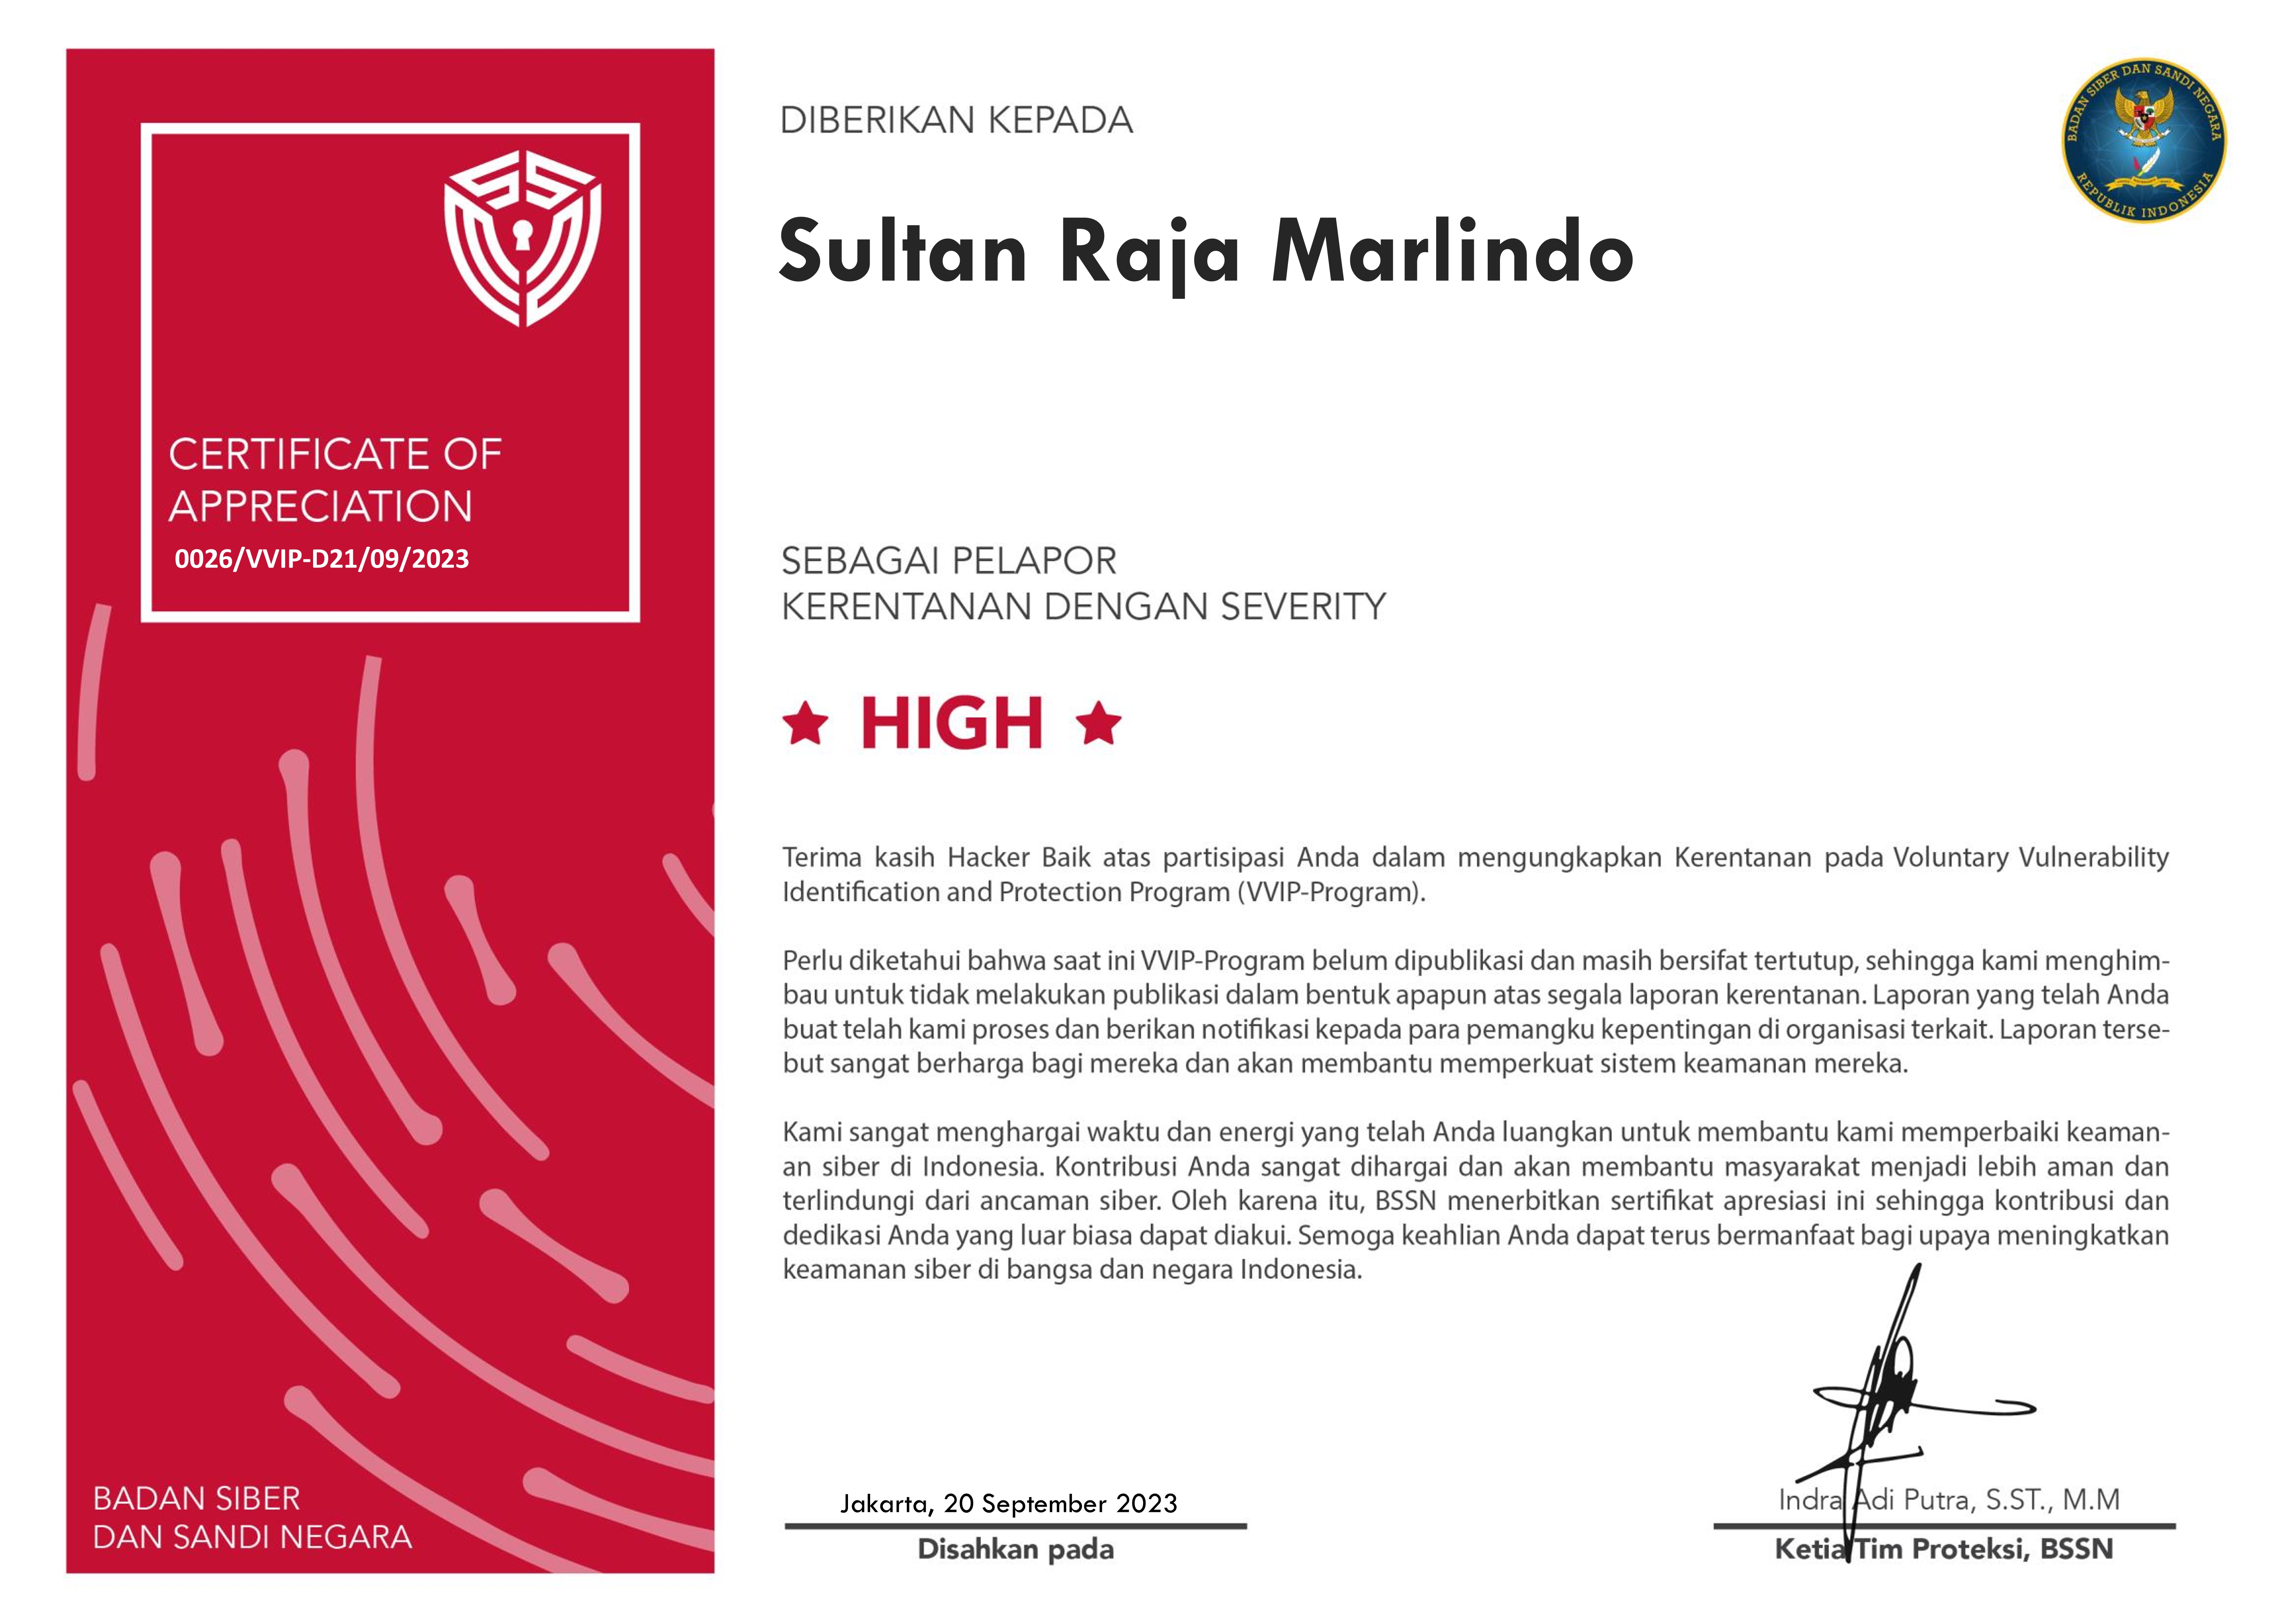 CERTIFICATE OF
APPRECIATION
0026/VVIP-D21/09/2023
BADAN SIBER
DAN SANDI NEGARA
BADAN SIBER DAN SANDI NEGARA
REPUBLIK INDONESIA
DIBERIKAN KEPADA
Sultan Raja Marlindo
SEBAGAI PELAPOR
KERENTANAN DENGAN SEVERITY
HIGH
Terima kasih Hacker Baik atas partisipasi Anda dalam mengungkapkan Kerentanan pada Voluntary Vulnerability
Identification and Protection Program (VVIP-Program).
Perlu diketahui bahwa saat ini VVIP-Program belum dipublikasi dan masih bersifat tertutup, sehingga kami menghim-
bau untuk tidak melakukan publikasi dalam bentuk apapun atas segala laporan kerentanan. Laporan yang telah Anda
buat telah kami proses dan berikan notifikasi kepada para pemangku kepentingan di organisasi terkait. Laporan terse-
but sangat berharga bagi mereka dan akan membantu memperkuat sistem keamanan mereka.
Kami sangat menghargai waktu dan energi yang telah Anda luangkan untuk membantu kami memperbaiki keaman-
an siber di Indonesia. Kontribusi Anda sangat dihargai dan akan membantu masyarakat menjadi lebih aman dan
terlindungi dari ancaman siber. Oleh karena itu, BSSN menerbitkan sertifikat apresiasi ini sehingga kontribusi dan
dedikasi Anda yang luar biasa dapat diakui. Semoga keahlian Anda dapat terus bermanfaat bagi upaya meningkatkan
keamanan siber di bangsa dan negara Indonesia.
Jakarta, 20 September 2023
Disahkan pada
Indra Adi Putra, S.ST., M.M
Ketia Tim Proteksi, BSSN